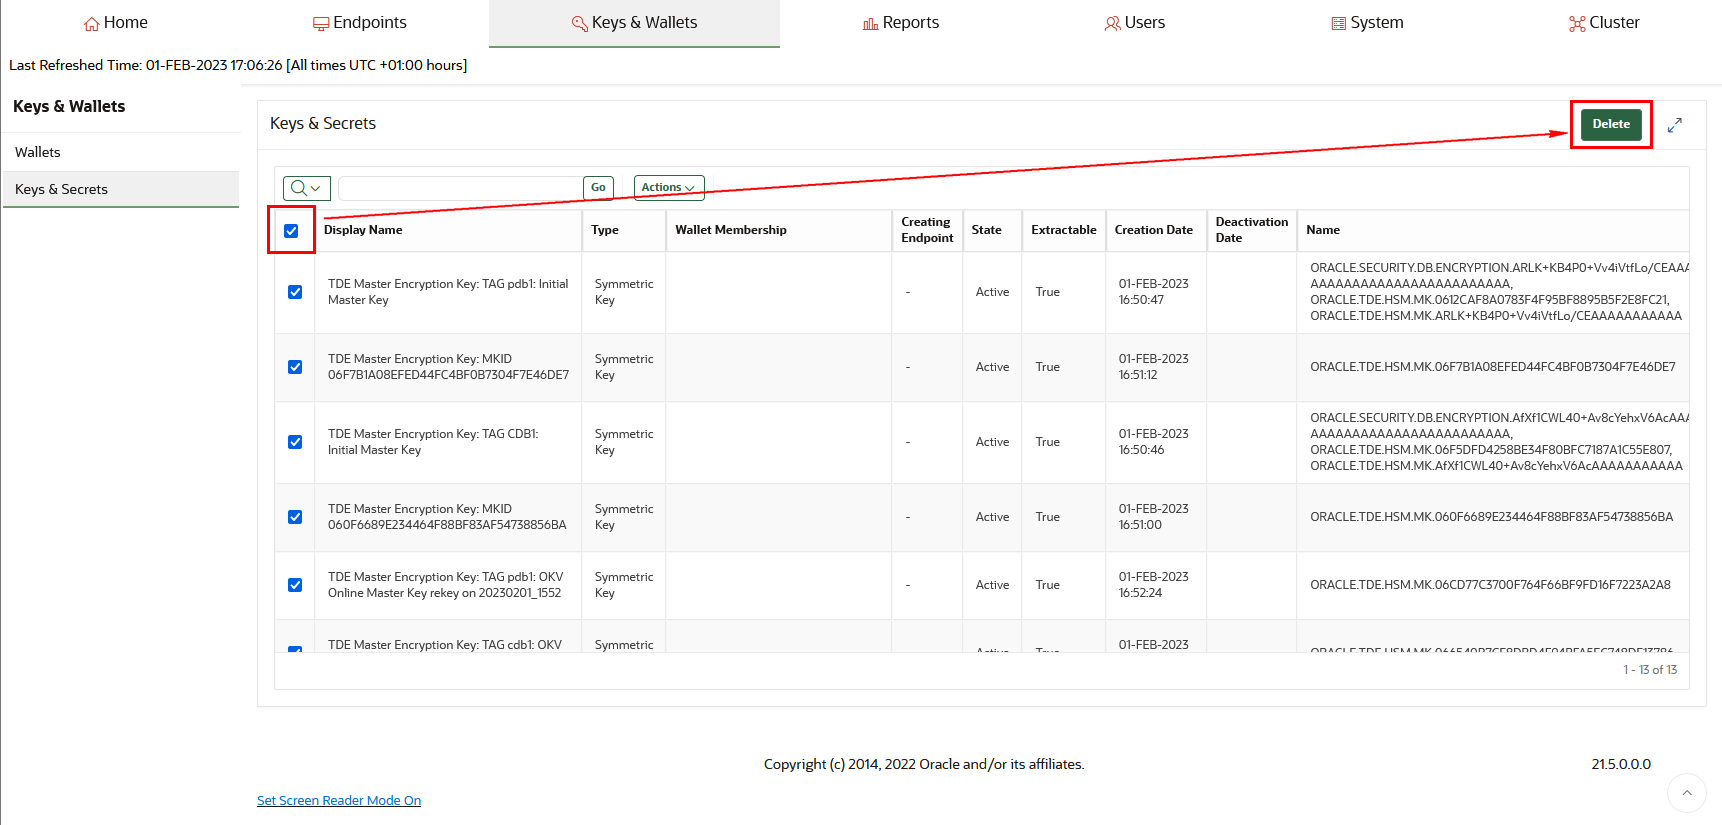 Home
Endpoints
Keys & Wallets
Reports
Users
System
Cluster
Last Refreshed Time: 01-FEB-2023 17:06:26 [All times UTC +01:00 hours]
Keys & Wallets
Wallets
Keys & Secrets
Keys & Secrets
Delete
Go
Actions
Display Name
Type
Wallet Membership
Creating
Endpoint
State
Extractable
Creation Date
Deactivation
Date
Name
TDE Master Encryption Key: TAG pdb1: Initial
Master Key
Symmetric
Key
-
Active
True
01-FEB-2023
16:50:47
ORACLE.SECURITY.DB.ENCRYPTION.ARLK+KB4P0+Vv4iVtfLo/CEAAA
AAAAAAAAAAAAAAAAAAAAAAAA,
ORACLE.TDE.HSM.MK.0612CAF8A0783F4F95BF8895B5F2E8FC21,
ORACLE.TDE.HSM.MK.ARLK+KB4P0+Vv4iVtfLo/CEAAAAAAAAAAA
TDE Master Encryption Key: MKID
06F7B1A08EFED44FC4BF0B7304F7E46DE7
Symmetric
Key
-
Active
True
01-FEB-2023
16:51:12
ORACLE.TDE.HSM.MK.06F7B1A08EFED44FC4BF0B7304F7E46DE7
TDE Master Encryption Key: TAG CDB1:
Initial Master Key
Symmetric
Key
-
Active
True
01-FEB-2023
16:50:46
ORACLE.SECURITY.DB.ENCRYPTION.AfXf1CWL40+Av8cYehxV6AcAAA
AAAAAAAAAAAAAAAAAAAAAAAA,
ORACLE.TDE.HSM.MK.06F5DFD4258BE34F80BFC7187A1C55E807,
ORACLE.TDE.HSM.MK.AfXf1CWL40+Av8cYehxV6AcAAAAAAAAAAA
TDE Master Encryption Key: MKID
060F6689E234464F88BF83AF54738856BA
Symmetric
Key
-
Active
True
01-FEB-2023
16:51:00
ORACLE.TDE.HSM.MK.060F6689E234464F88BF83AF54738856BA
TDE Master Encryption Key: TAG pdb1: OKV
Online Master Key rekey on 20230201_1552
Symmetric
Key
-
Active
True
01-FEB-2023
16:52:24
ORACLE.TDE.HSM.MK.06CD77C3700F764F66BF9FD16F7223A2A8
TDE Master Encryption Key: TAG cdb1: OKV
Symmetric
Active
True
01-FEB-2023
1 - 13 of 13
Copyright (c) 2014, 2022 Oracle and/or its affiliates.
21.5.0.0.0
Set Screen Reader Mode On